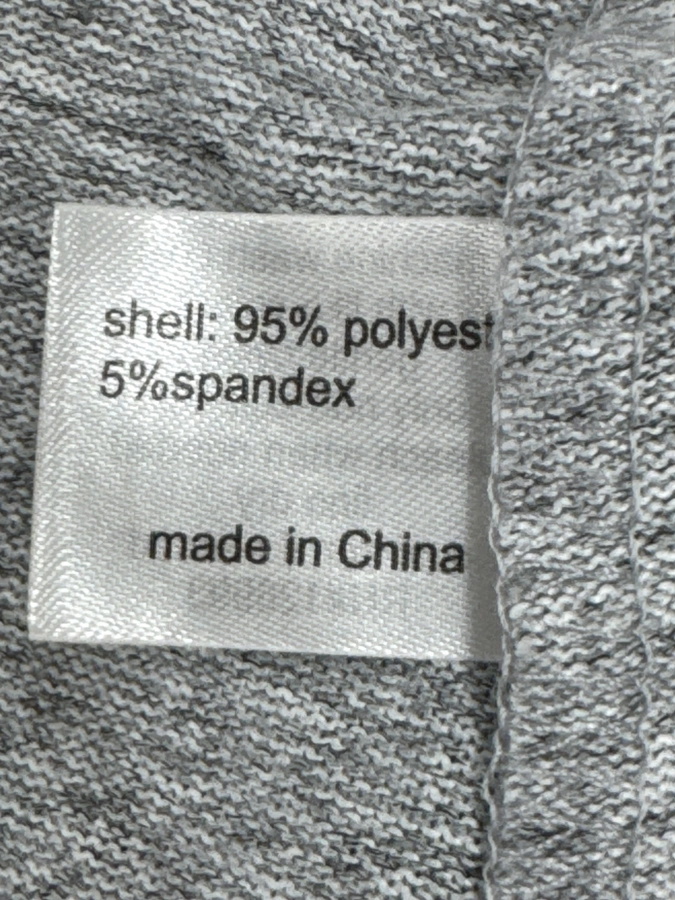 shell: 95% polyest
5%spandex
made in China